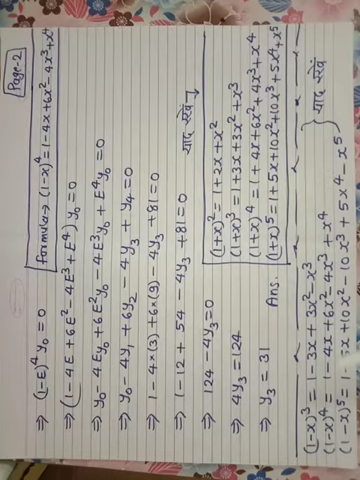 Page-2
⇒ (1-E)⁴ y₀ = 0
Formula → (1-x)⁴ = 1-4x+6x²-4x³+x⁴
⇒ (1-4E+6E²-4E³+E⁴) y₀ = 0
⇒ y₀-4Ey₀+6E²y₀-4E³y₀+E⁴y₀ = 0
⇒ y₀-4y₁+6y₂-4y₃+y₄ = 0
⇒ 1-4×(3)+6×(9)-4y₃+81=0
⇒ 1-12+54-4y₃+81=0
याद रखें
⇒ 124-4y₃=0
⇒ 4y₃=124
⇒ y₃ = 31 Ans.
(1+x)² = 1+2x+x²
(1+x)³ = 1+3x+3x²+x³
(1+x)⁴ = 1+4x+6x²+4x³+x⁴
(1+x)⁵ = 1+5x+10x²+10x³+5x⁴+x⁵
(1-x)³ = 1-3x+3x²-x³
(1-x)⁴ = 1-4x+6x²-4x³+x⁴
(1-x)⁵ = 1-5x+10x²-10x³+5x⁴-x⁵
याद रखें